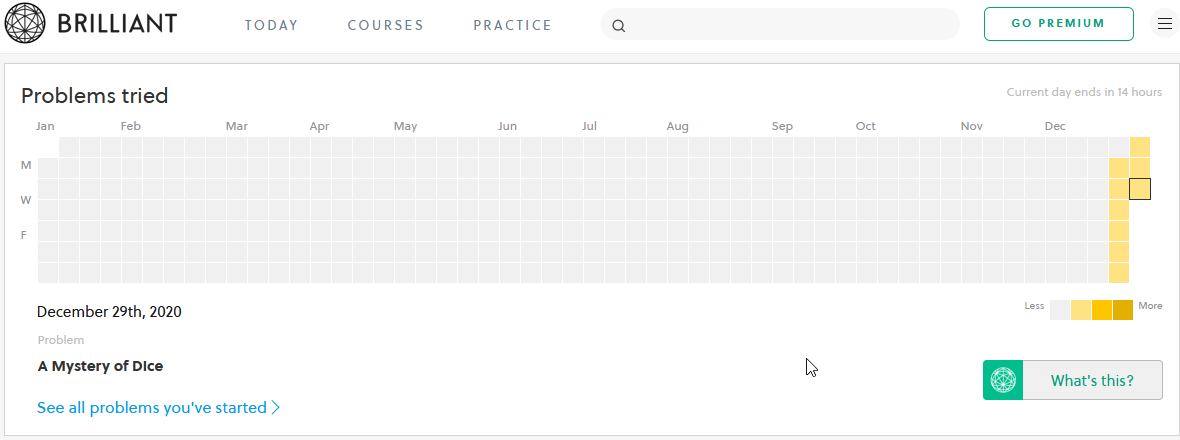 BRILLIANT TODAY COURSES PRACTICE GO PREMIUM
Problems tried Current day ends in 14 hours
Jan Feb Mar Apr May Jun Jul Aug Sep Oct Nov Dec
M
W
F
December 29th, 2020 Less More
Problem
A Mystery of Dice
What's this?
See all problems you've started